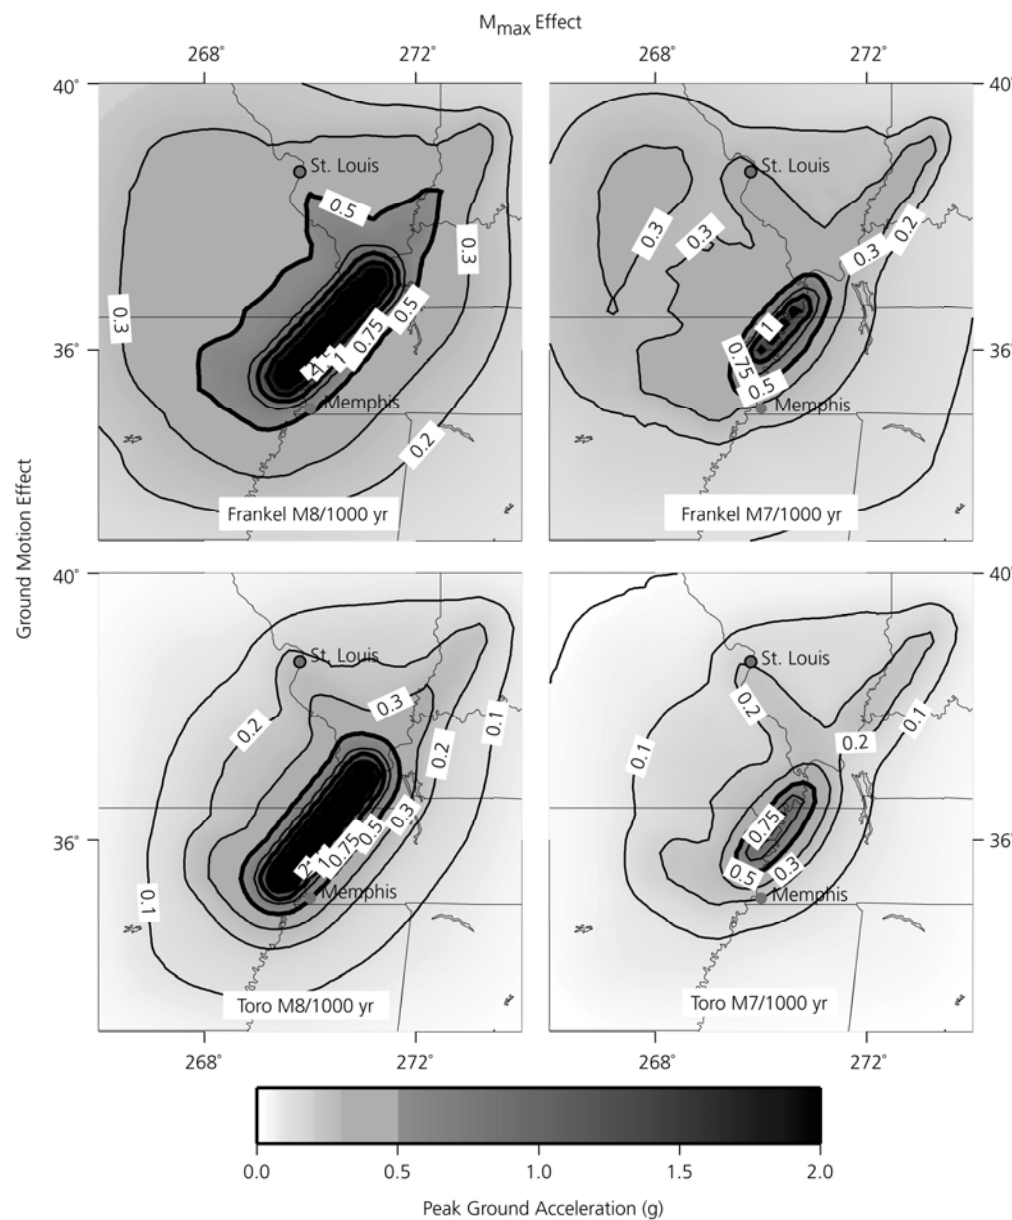 Mmax Effect
268° 272° 268° 272°
40° 40°
St. Louis St. Louis
0.5 0.3 0.3 0.2
0.3 0.3
0.3 0.5
0.75 1
36° 1 0.75 36°
0.5
Memphis Memphis
0.2
Frankel M8/1000 yr Frankel M7/1000 yr
Ground Motion Effect
40° 40°
St. Louis St. Louis
0.3 0.2
0.2 0.1 0.1
0.2 0.1 0.2
0.3 0.75
36° 2 1 0.75 0.5 36°
0.5 0.3
Memphis Memphis
0.1
Toro M8/1000 yr Toro M7/1000 yr
268° 272° 268° 272°
0.0 0.5 1.0 1.5 2.0
Peak Ground Acceleration (g)